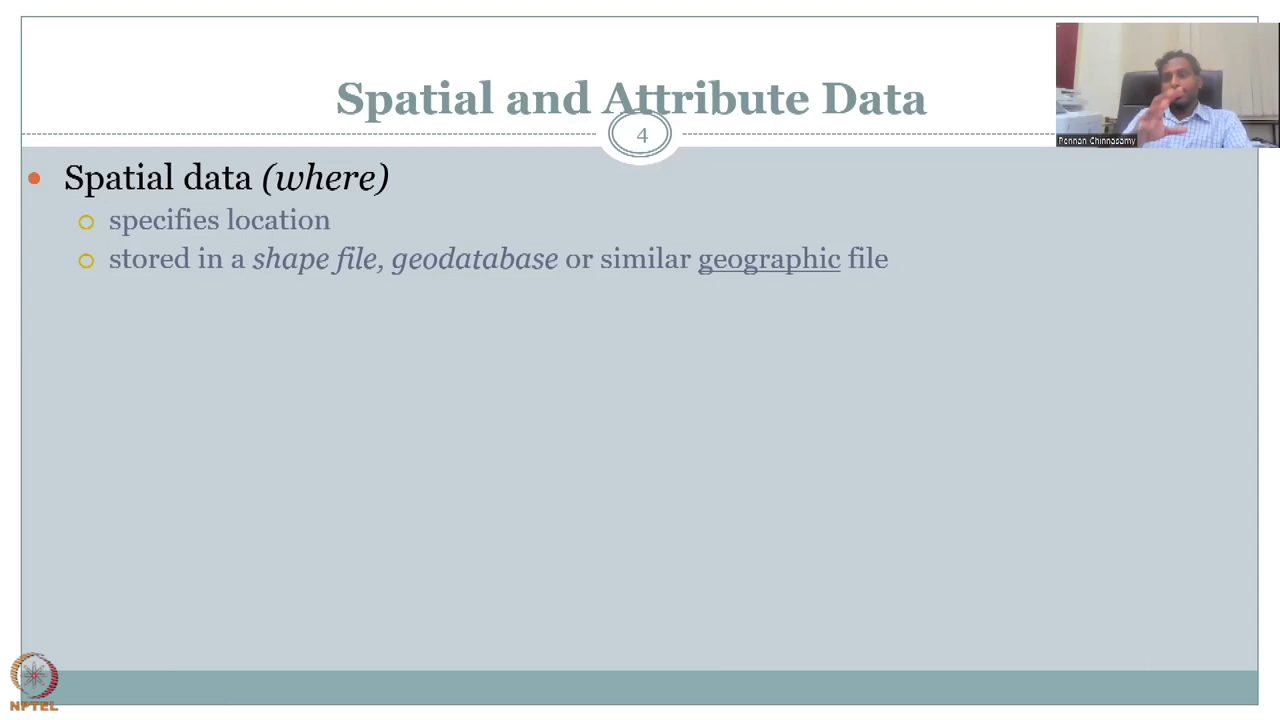 Spatial and Attribute Data
4
Pennan Chinnasamy
Spatial data (where)
specifies location
stored in a shape file, geodatabase or similar geographic file
NPTEL